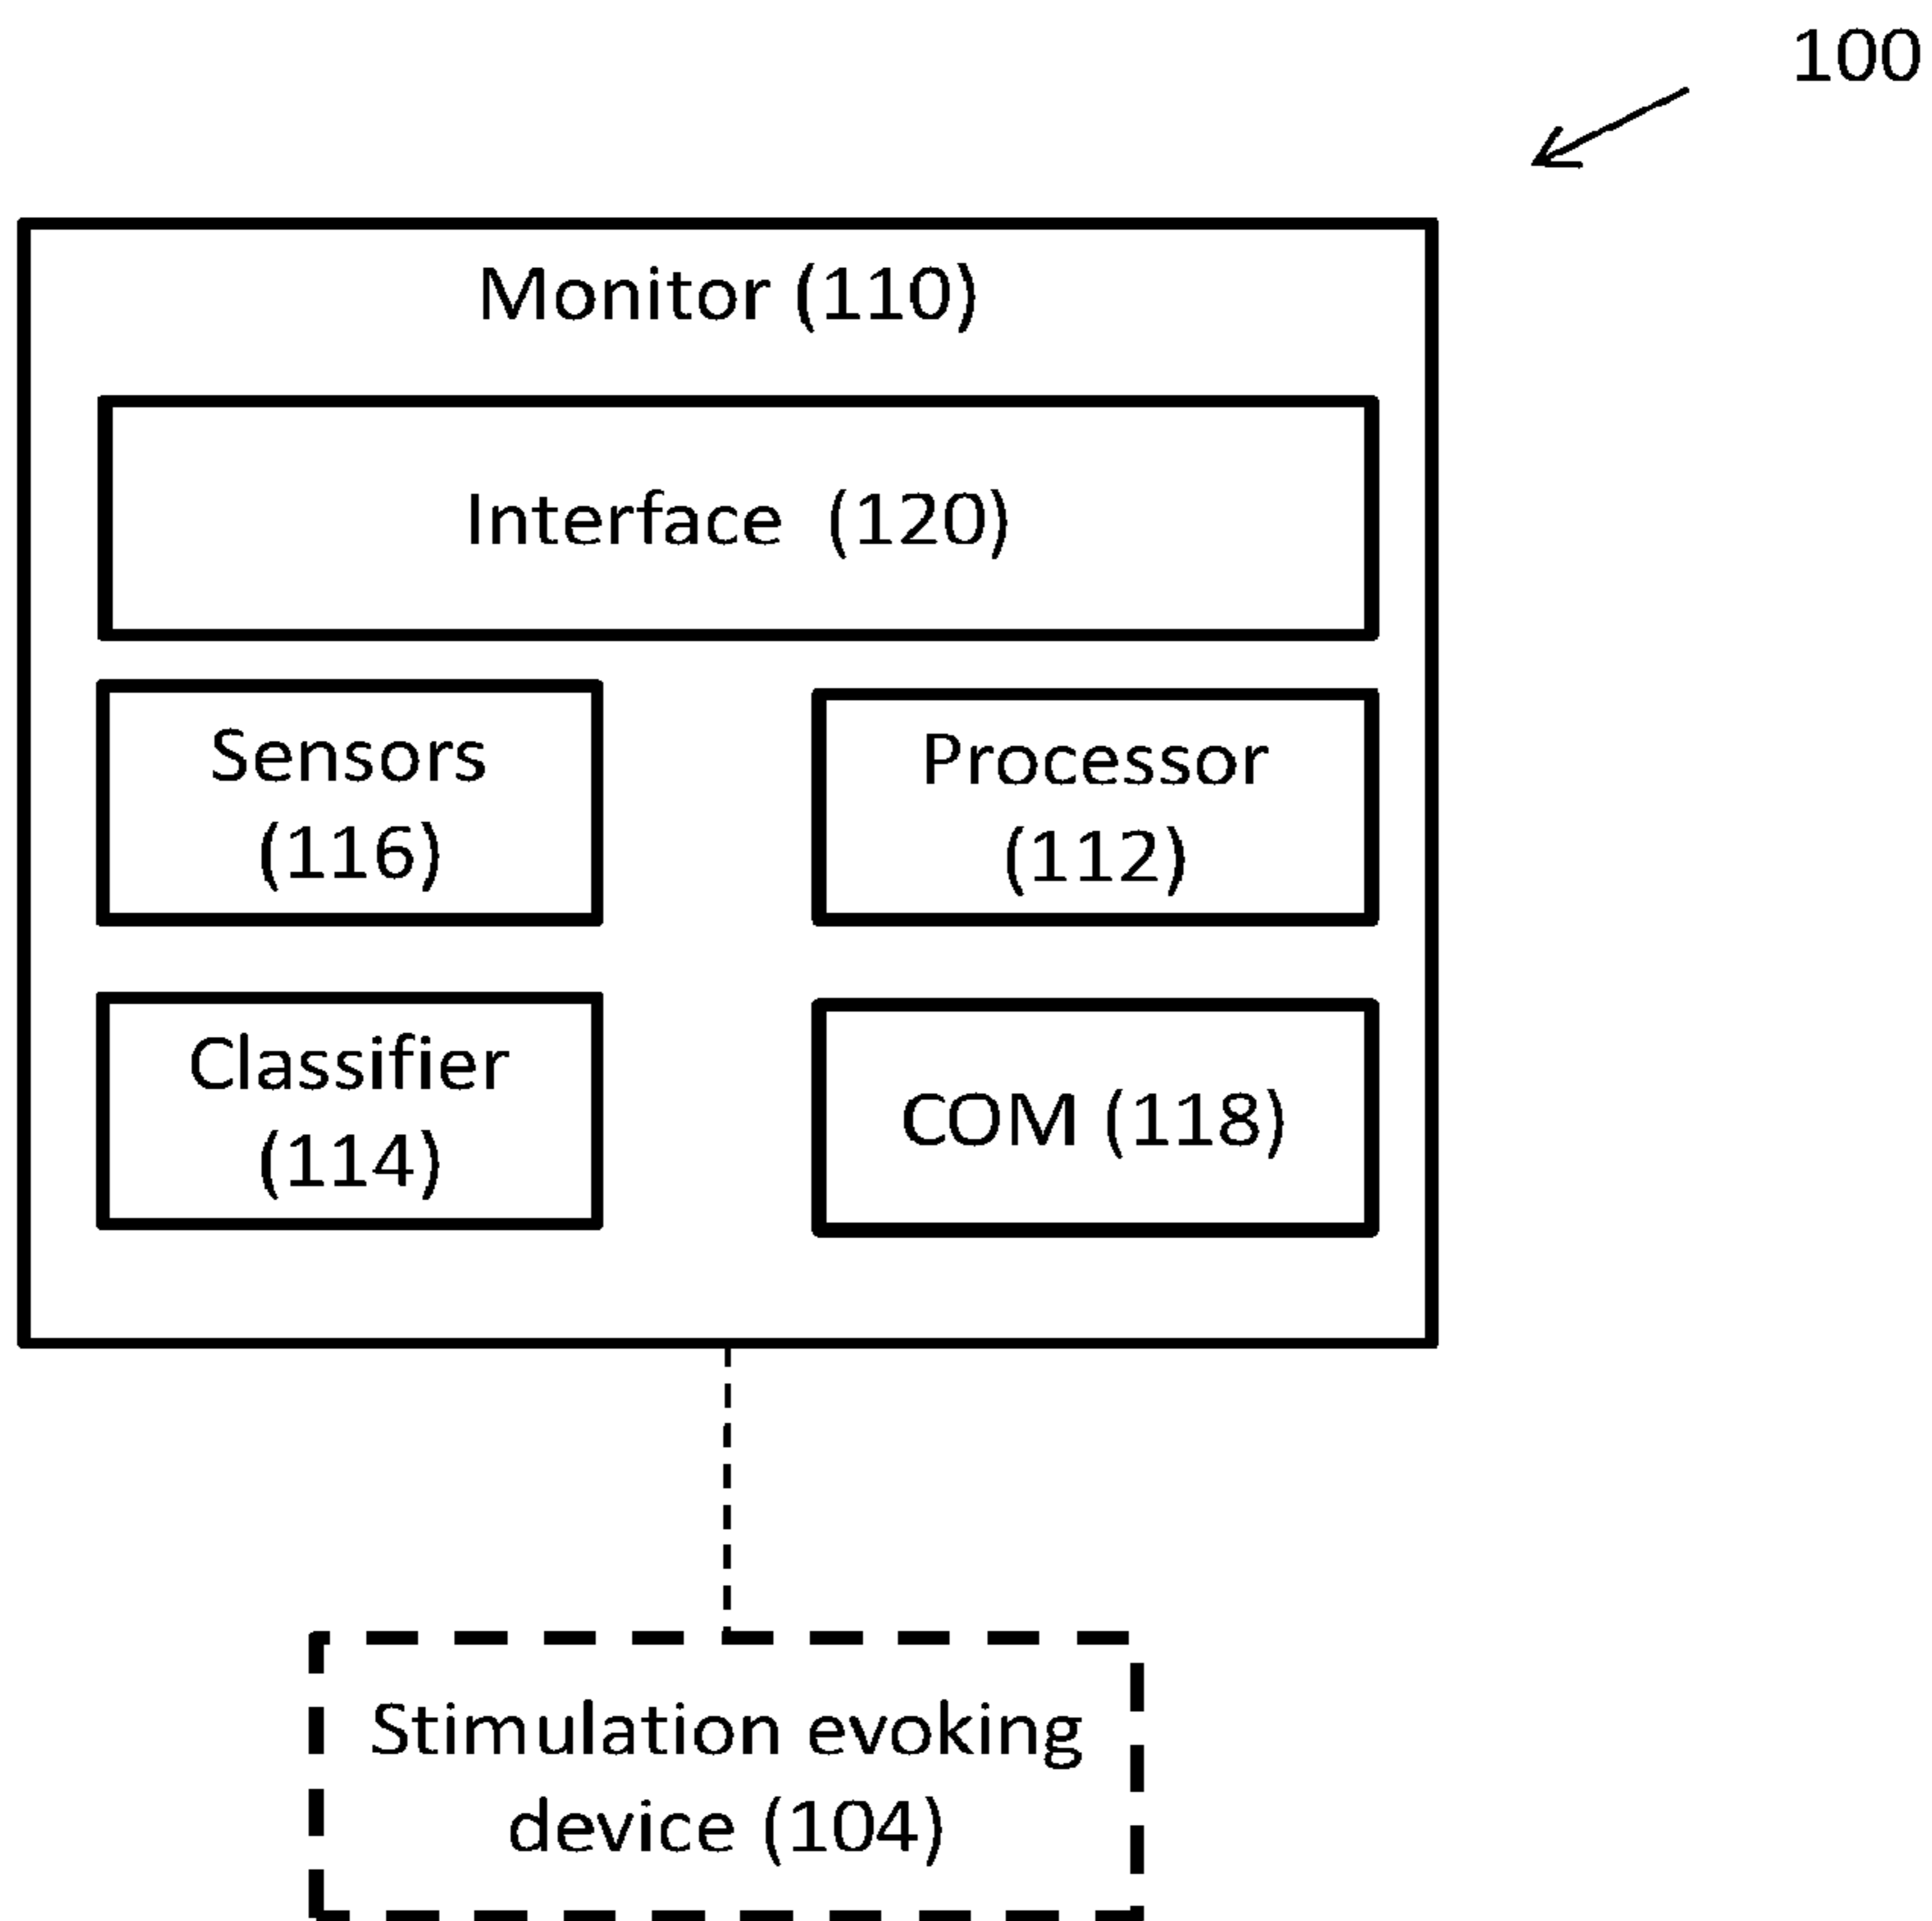 100
Monitor (110)
Interface (120)
Sensors
(116)
Processor
(112)
Classifier
(114)
COM (118)
Stimulation evoking
device (104)